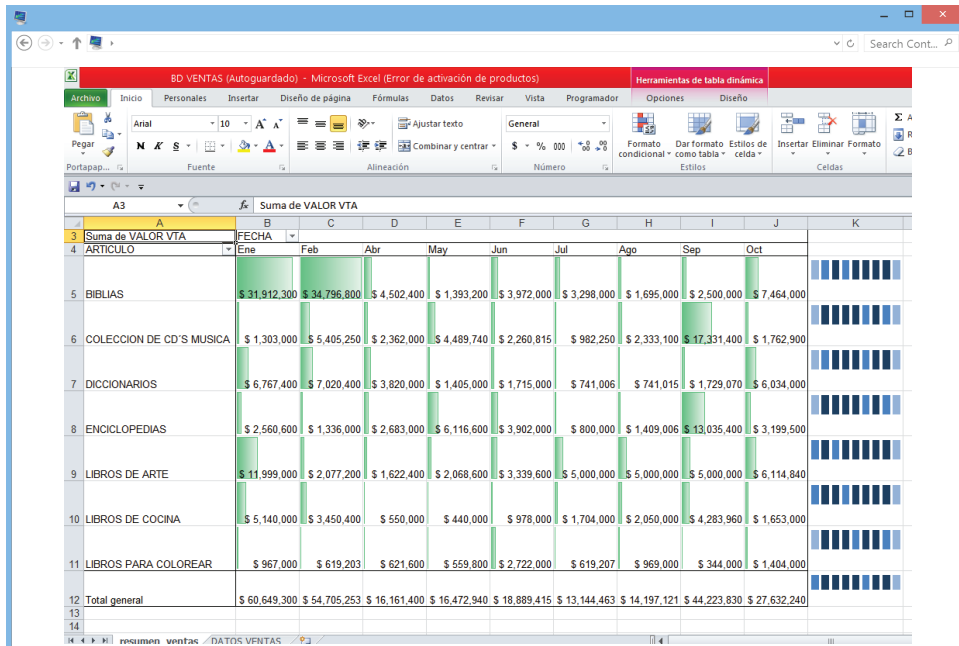 Search Cont...
BD VENTAS (Autoguardado) - Microsoft Excel (Error de activación de productos)
Herramientas de tabla dinámica
Archivo Inicio Personales Insertar Diseño de página Fórmulas Datos Revisar Vista Programador Opciones Diseño
Arial 10 A A Ajustar texto General Σ
Pegar N K S A Combinar y centrar $ % 000 Formato condicional Dar formato como tabla Estilos de celda Insertar Eliminar Formato
Portapap... Fuente Alineación Número Estilos Celdas
A3 fx Suma de VALOR VTA
A B C D E F G H I J K
3 Suma de VALOR VTA FECHA
4 ARTICULO Ene Feb Abr May Jun Jul Ago Sep Oct
5 BIBLIAS $ 31,912,300 $ 34,796,800 $ 4,502,400 $ 1,393,200 $ 3,972,000 $ 3,298,000 $ 1,695,000 $ 2,500,000 $ 7,464,000
6 COLECCION DE CD´S MUSICA $ 1,303,000 $ 5,405,250 $ 2,362,000 $ 4,489,740 $ 2,260,815 $ 982,250 $ 2,333,100 $ 17,331,400 $ 1,762,900
7 DICCIONARIOS $ 6,767,400 $ 7,020,400 $ 3,820,000 $ 1,405,000 $ 1,715,000 $ 741,006 $ 741,015 $ 1,729,070 $ 6,034,000
8 ENCICLOPEDIAS $ 2,560,600 $ 1,336,000 $ 2,683,000 $ 6,116,600 $ 3,902,000 $ 800,000 $ 1,409,006 $ 13,035,400 $ 3,199,500
9 LIBROS DE ARTE $ 11,999,000 $ 2,077,200 $ 1,622,400 $ 2,068,600 $ 3,339,600 $ 5,000,000 $ 5,000,000 $ 5,000,000 $ 6,114,840
10 LIBROS DE COCINA $ 5,140,000 $ 3,450,400 $ 550,000 $ 440,000 $ 978,000 $ 1,704,000 $ 2,050,000 $ 4,283,960 $ 1,653,000
11 LIBROS PARA COLOREAR $ 967,000 $ 619,203 $ 621,600 $ 559,800 $ 2,722,000 $ 619,207 $ 969,000 $ 344,000 $ 1,404,000
12 Total general $ 60,649,300 $ 54,705,253 $ 16,161,400 $ 16,472,940 $ 18,889,415 $ 13,144,463 $ 14,197,121 $ 44,223,830 $ 27,632,240
13
14
resumen_ventas DATOS VENTAS